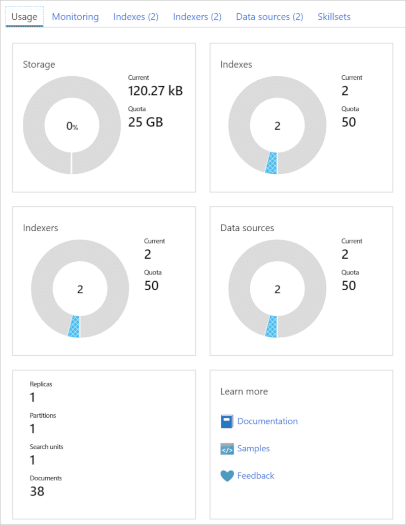 Usage Monitoring Indexes (2) Indexers (2) Data sources (2) Skillsets
Storage
0%
Current
120.27 kB
Quota
25 GB
Indexes
2
Current
2
Quota
50
Indexers
2
Current
2
Quota
50
Data sources
2
Current
2
Quota
50
Replicas
1
Partitions
1
Search units
1
Documents
38
Learn more
Documentation
Samples
Feedback